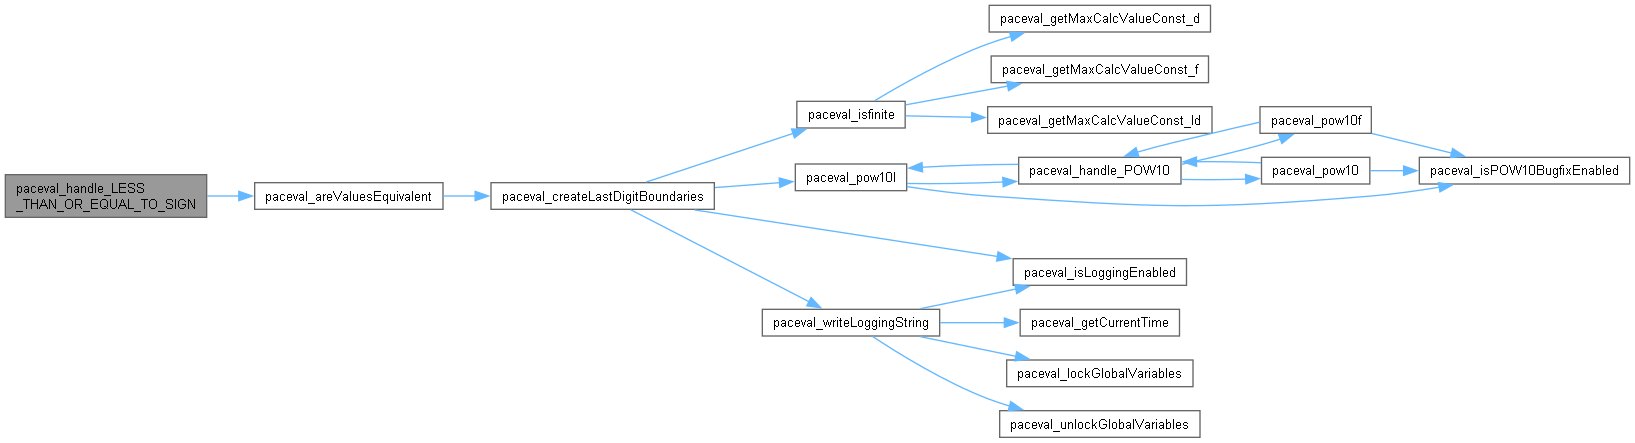 paceval_getMaxCalcValueConst_d
paceval_getMaxCalcValueConst_f
paceval_isfinite
paceval_getMaxCalcValueConst_ld
paceval_pow10f
paceval_handle_POW10
paceval_pow10
paceval_isPOW10BugfixEnabled
paceval_pow10l
paceval_handle_LESS
_THAN_OR_EQUAL_TO_SIGN
paceval_areValuesEquivalent
paceval_createLastDigitBoundaries
paceval_isLoggingEnabled
paceval_writeLoggingString
paceval_getCurrentTime
paceval_lockGlobalVariables
paceval_unlockGlobalVariables